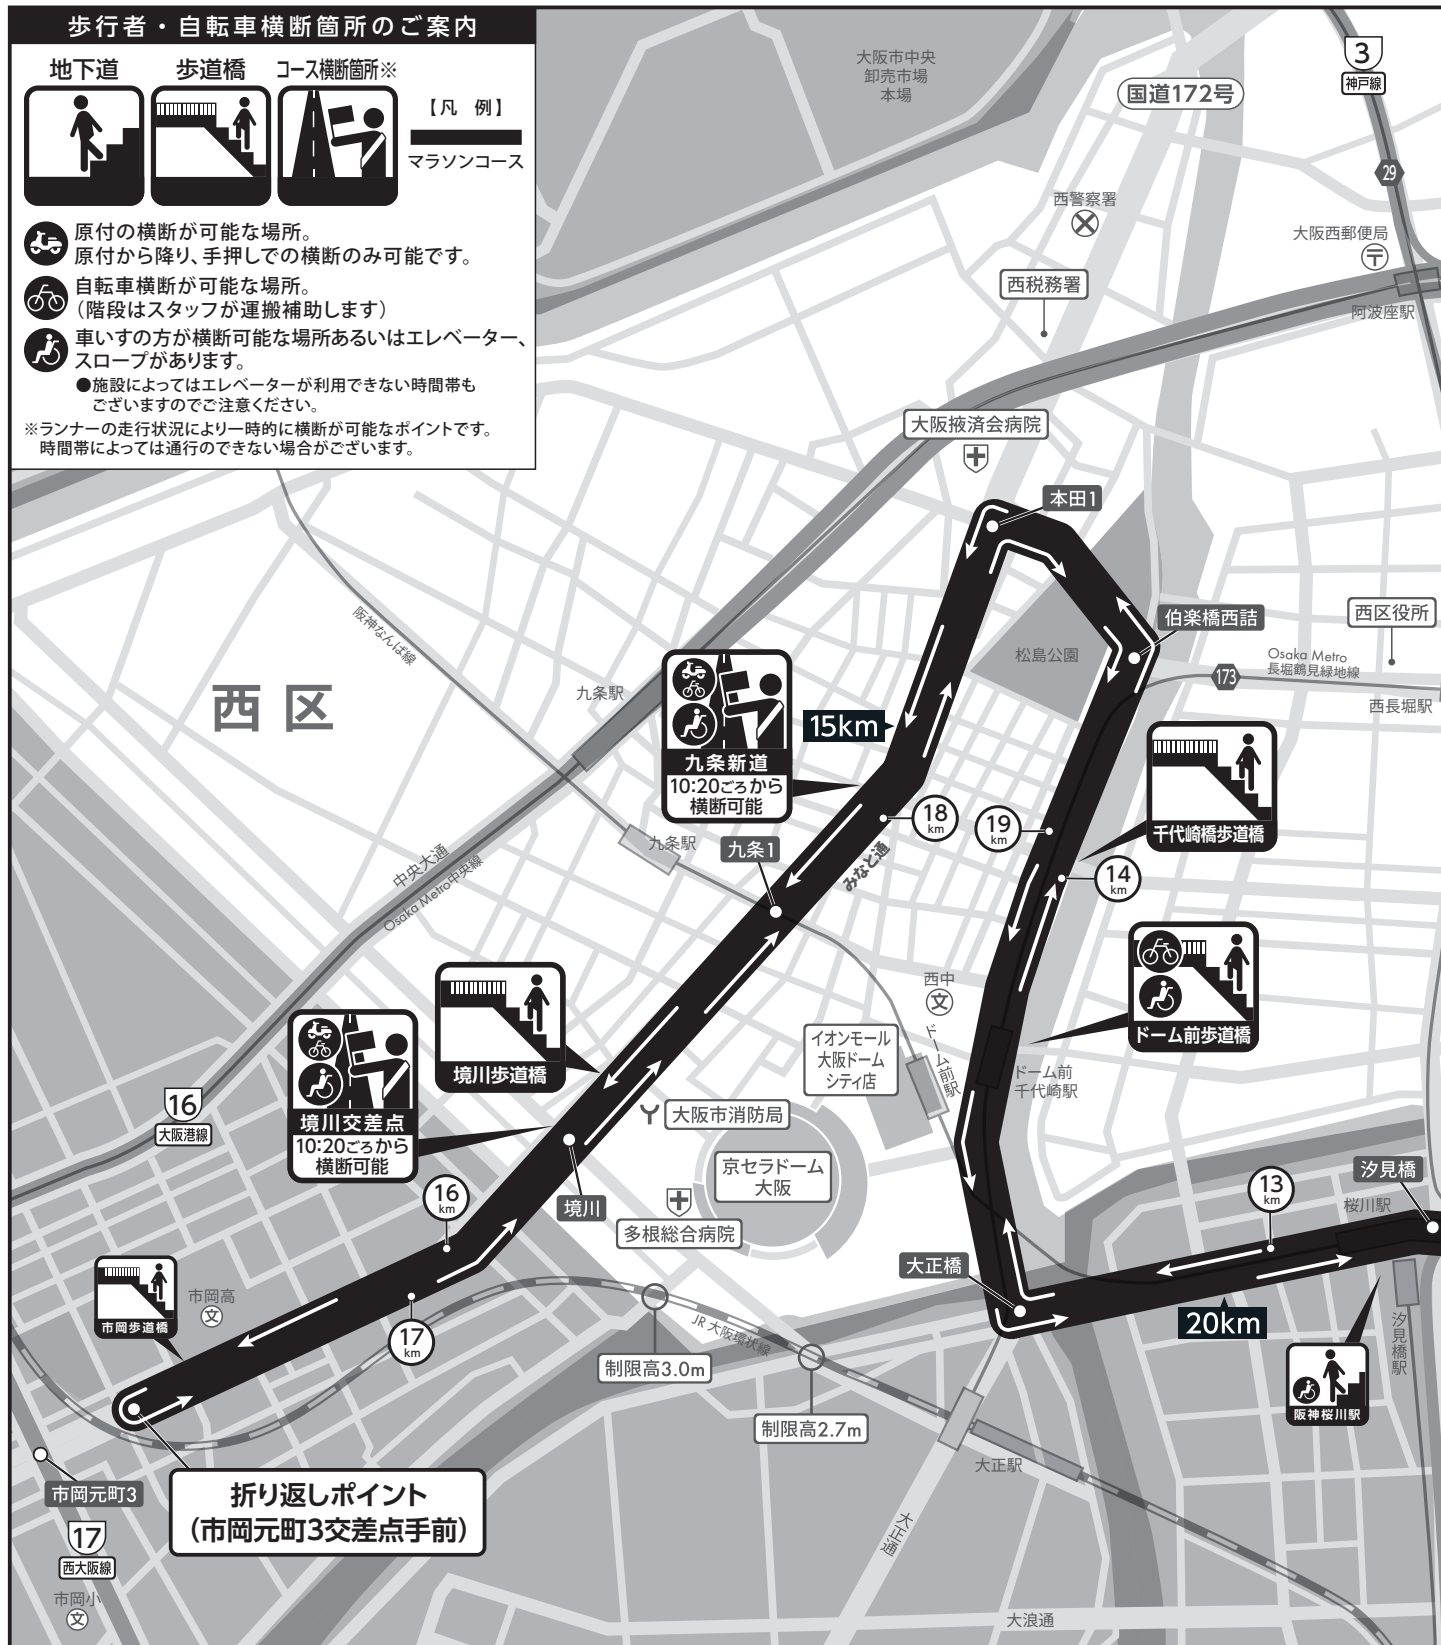 歩行者・自転車横断箇所のご案内
地下道
歩道橋
コース横断箇所※
【凡 例】
マラソンコース
原付の横断が可能な場所。
原付から降り、手押しでの横断のみ可能です。
自転車横断が可能な場所。
（階段はスタッフが運搬補助します）
車いすの方が横断可能な場所あるいはエレベーター、
スロープがあります。
●施設によってはエレベーターが利用できない時間帯も
ございますのでご注意ください。
※ランナーの走行状況により一時的に横断が可能なポイントです。
時間帯によっては通行のできない場合がございます。
大阪市中央
卸売市場
本場
国道172号
3
神戸線
29
西警察署
大阪西郵便局
〒
西税務署
阿波座駅
大阪掖済会病院
本田1
阪神なんば線
伯楽橋西詰
西区役所
松島公園
Osaka Metro
長堀鶴見緑地線
173
西長堀駅
西区
九条駅
15km
九条新道
10:20ごろから
横断可能
千代崎橋歩道橋
18
km
19
km
九条駅
九条1
みなと通
14
km
中央大通
Osaka Metro中央線
西中
文
ドーム前歩道橋
イオンモール
大阪ドーム
シティ店
ドーム前駅
ドーム前
千代崎駅
境川歩道橋
境川交差点
10:20ごろから
横断可能
16
大阪港線
大阪市消防局
京セラドーム
大阪
汐見橋
桜川駅
13
km
16
km
境川
多根総合病院
大正橋
市岡歩道橋
市岡高
文
17
km
JR 大阪環状線
20km
汐見橋駅
制限高3.0m
阪神桜川駅
制限高2.7m
大正駅
市岡元町3
折り返しポイント
（市岡元町3交差点手前）
17
西大阪線
大正通
市岡小
文
大浪通